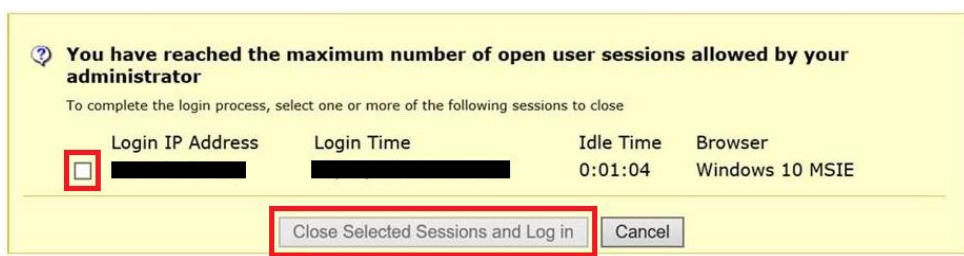 You have reached the maximum number of open user sessions allowed by your
administrator
To complete the login process, select one or more of the following sessions to close
Login IP Address Login Time Idle Time Browser
0:01:04 Windows 10 MSIE
Close Selected Sessions and Log in Cancel